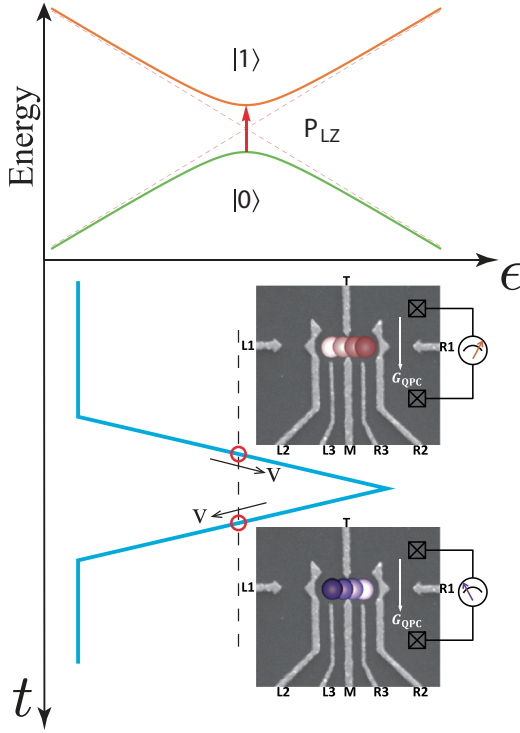 Energy
|1⟩
P_LZ
|0⟩
ϵ
T
L1
R1
G_QPC
L2 L3 M R3 R2
V
V
T
L1
R1
G_QPC
L2 L3 M R3 R2
t